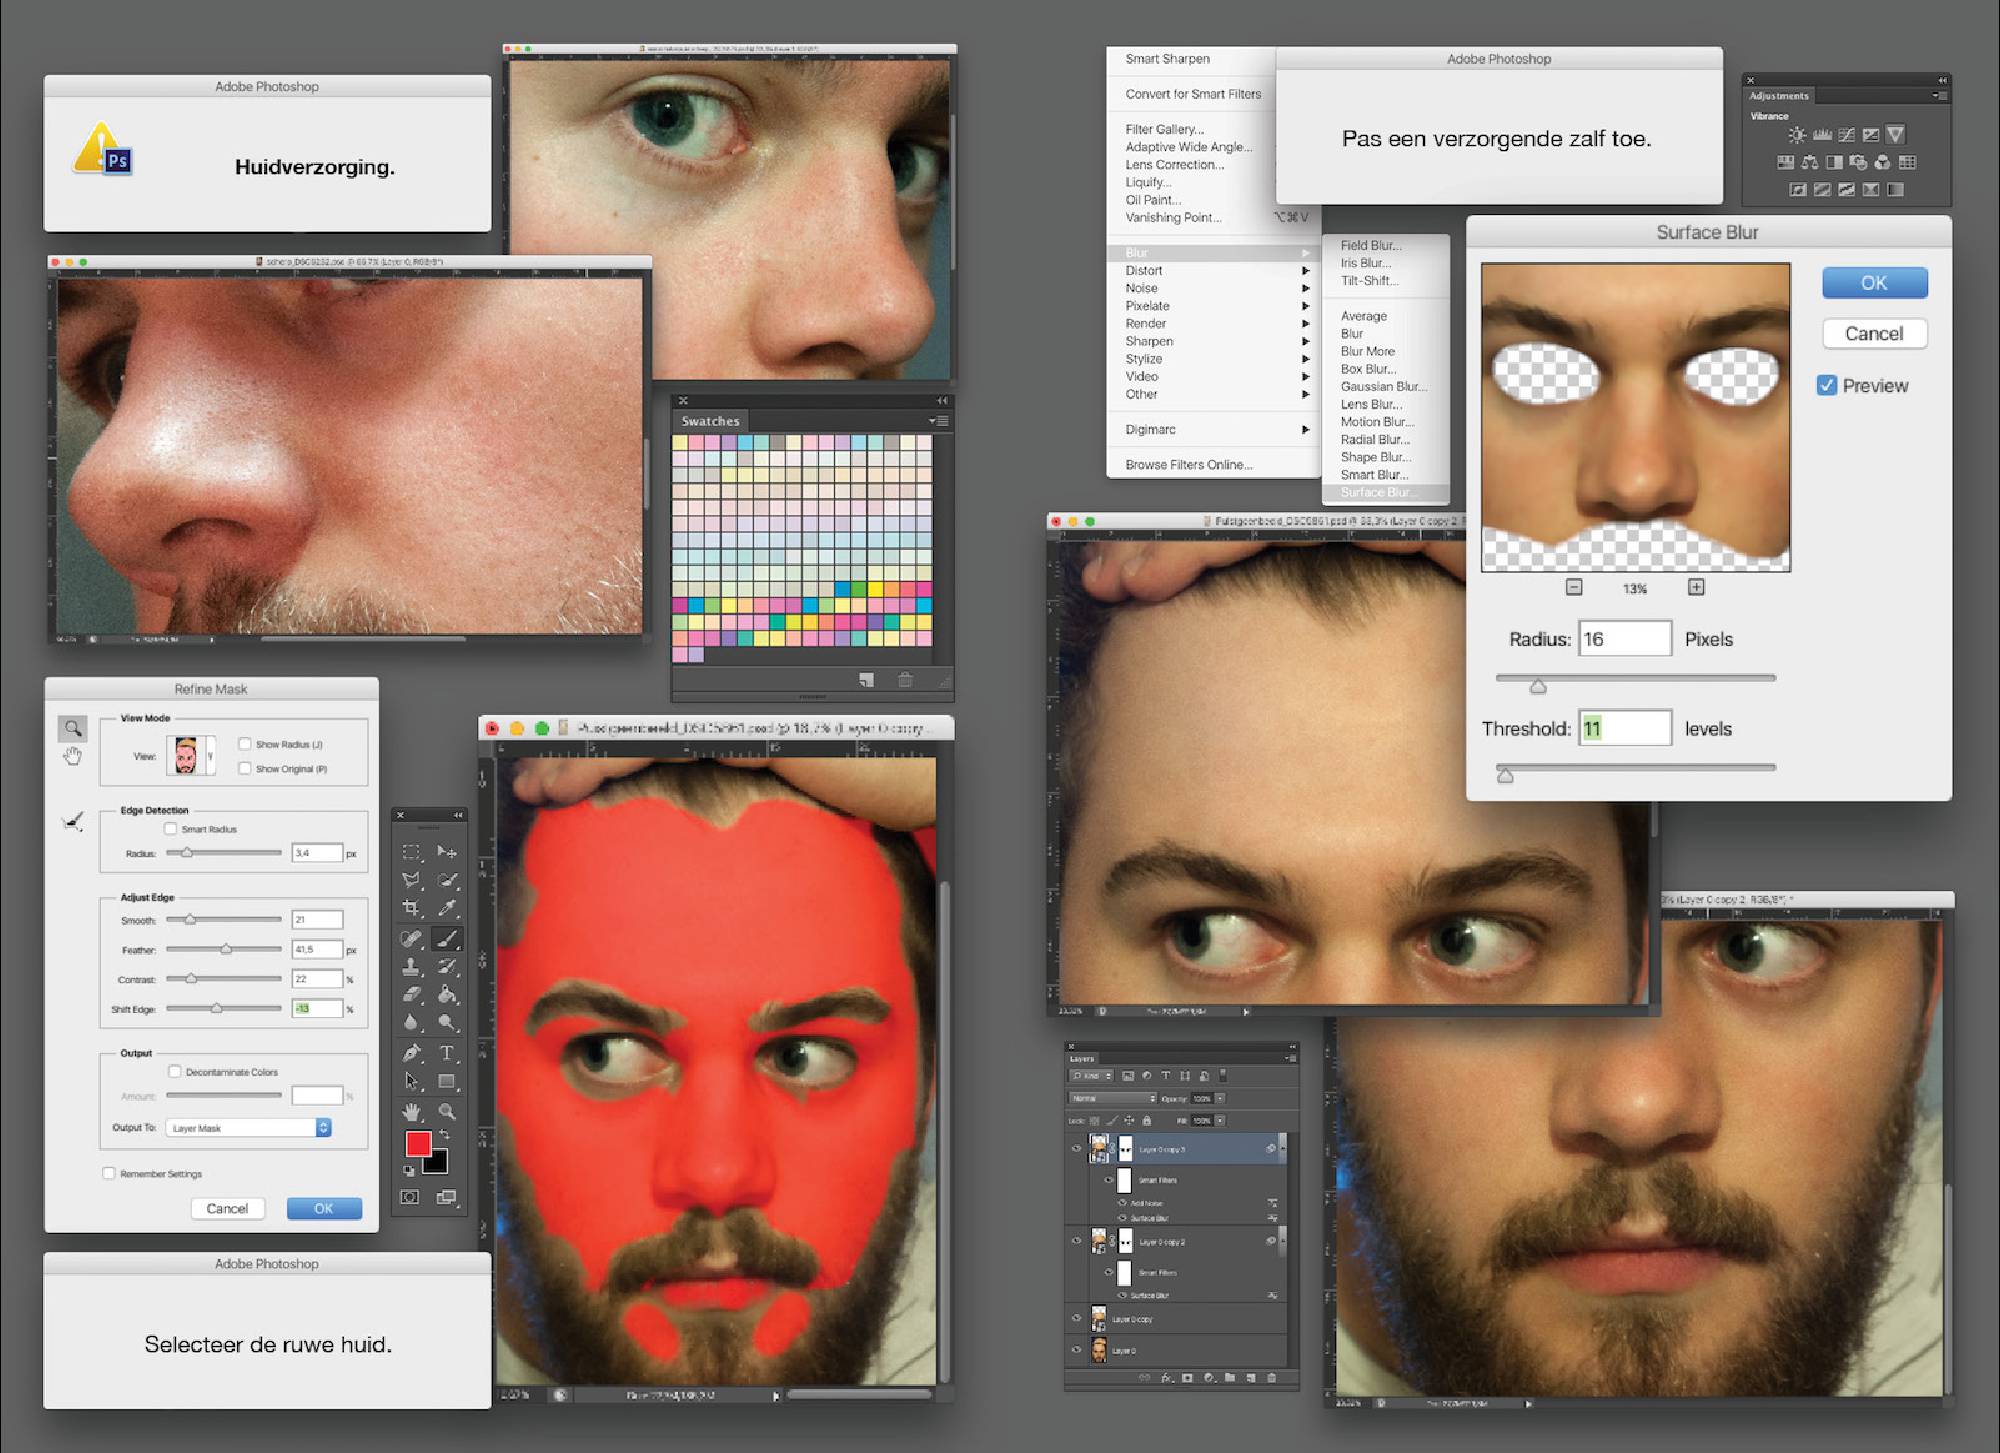 Adobe Photoshop
Ps
Huidverzorging.
Swatches
Refine Mask
View Mode
View:
Show Radius (J)
Show Original (P)
Edge Detection
Smart Radius
Radius: 3,4 px
Adjust Edge
Smooth: 21
Feather: 41,5 px
Contrast: 22 %
Shift Edge: -13 %
Output
Decontaminate Colors
Amount: %
Output To: Layer Mask
Remember Settings
Cancel OK
Adobe Photoshop
Selecteer de ruwe huid.
Smart Sharpen
Convert for Smart Filters
Filter Gallery...
Adaptive Wide Angle...
Lens Correction...
Liquify...
Oil Paint...
Vanishing Point... ⌥⌘V
Blur
Distort
Noise
Pixelate
Render
Sharpen
Stylize
Video
Other
Digimarc
Browse Filters Online...
Field Blur...
Iris Blur...
Tilt-Shift...
Average
Blur
Blur More
Box Blur...
Gaussian Blur...
Lens Blur...
Motion Blur...
Radial Blur...
Shape Blur...
Smart Blur...
Surface Blur...
Adobe Photoshop
Pas een verzorgende zalf toe.
Adjustments
Vibrance
Surface Blur
OK
Cancel
Preview
13%
Radius: 16 Pixels
Threshold: 11 levels
(Layer 0 copy 2, RGB/8*) *
Layers
Kind
Normal Opacity: 100%
Lock: Fill: 100%
Layer 0 copy 3
Smart Filters
Add Noise
Surface Blur
Layer 0 copy 2
Smart Filters
Surface Blur
Layer 0 copy
Layer 0